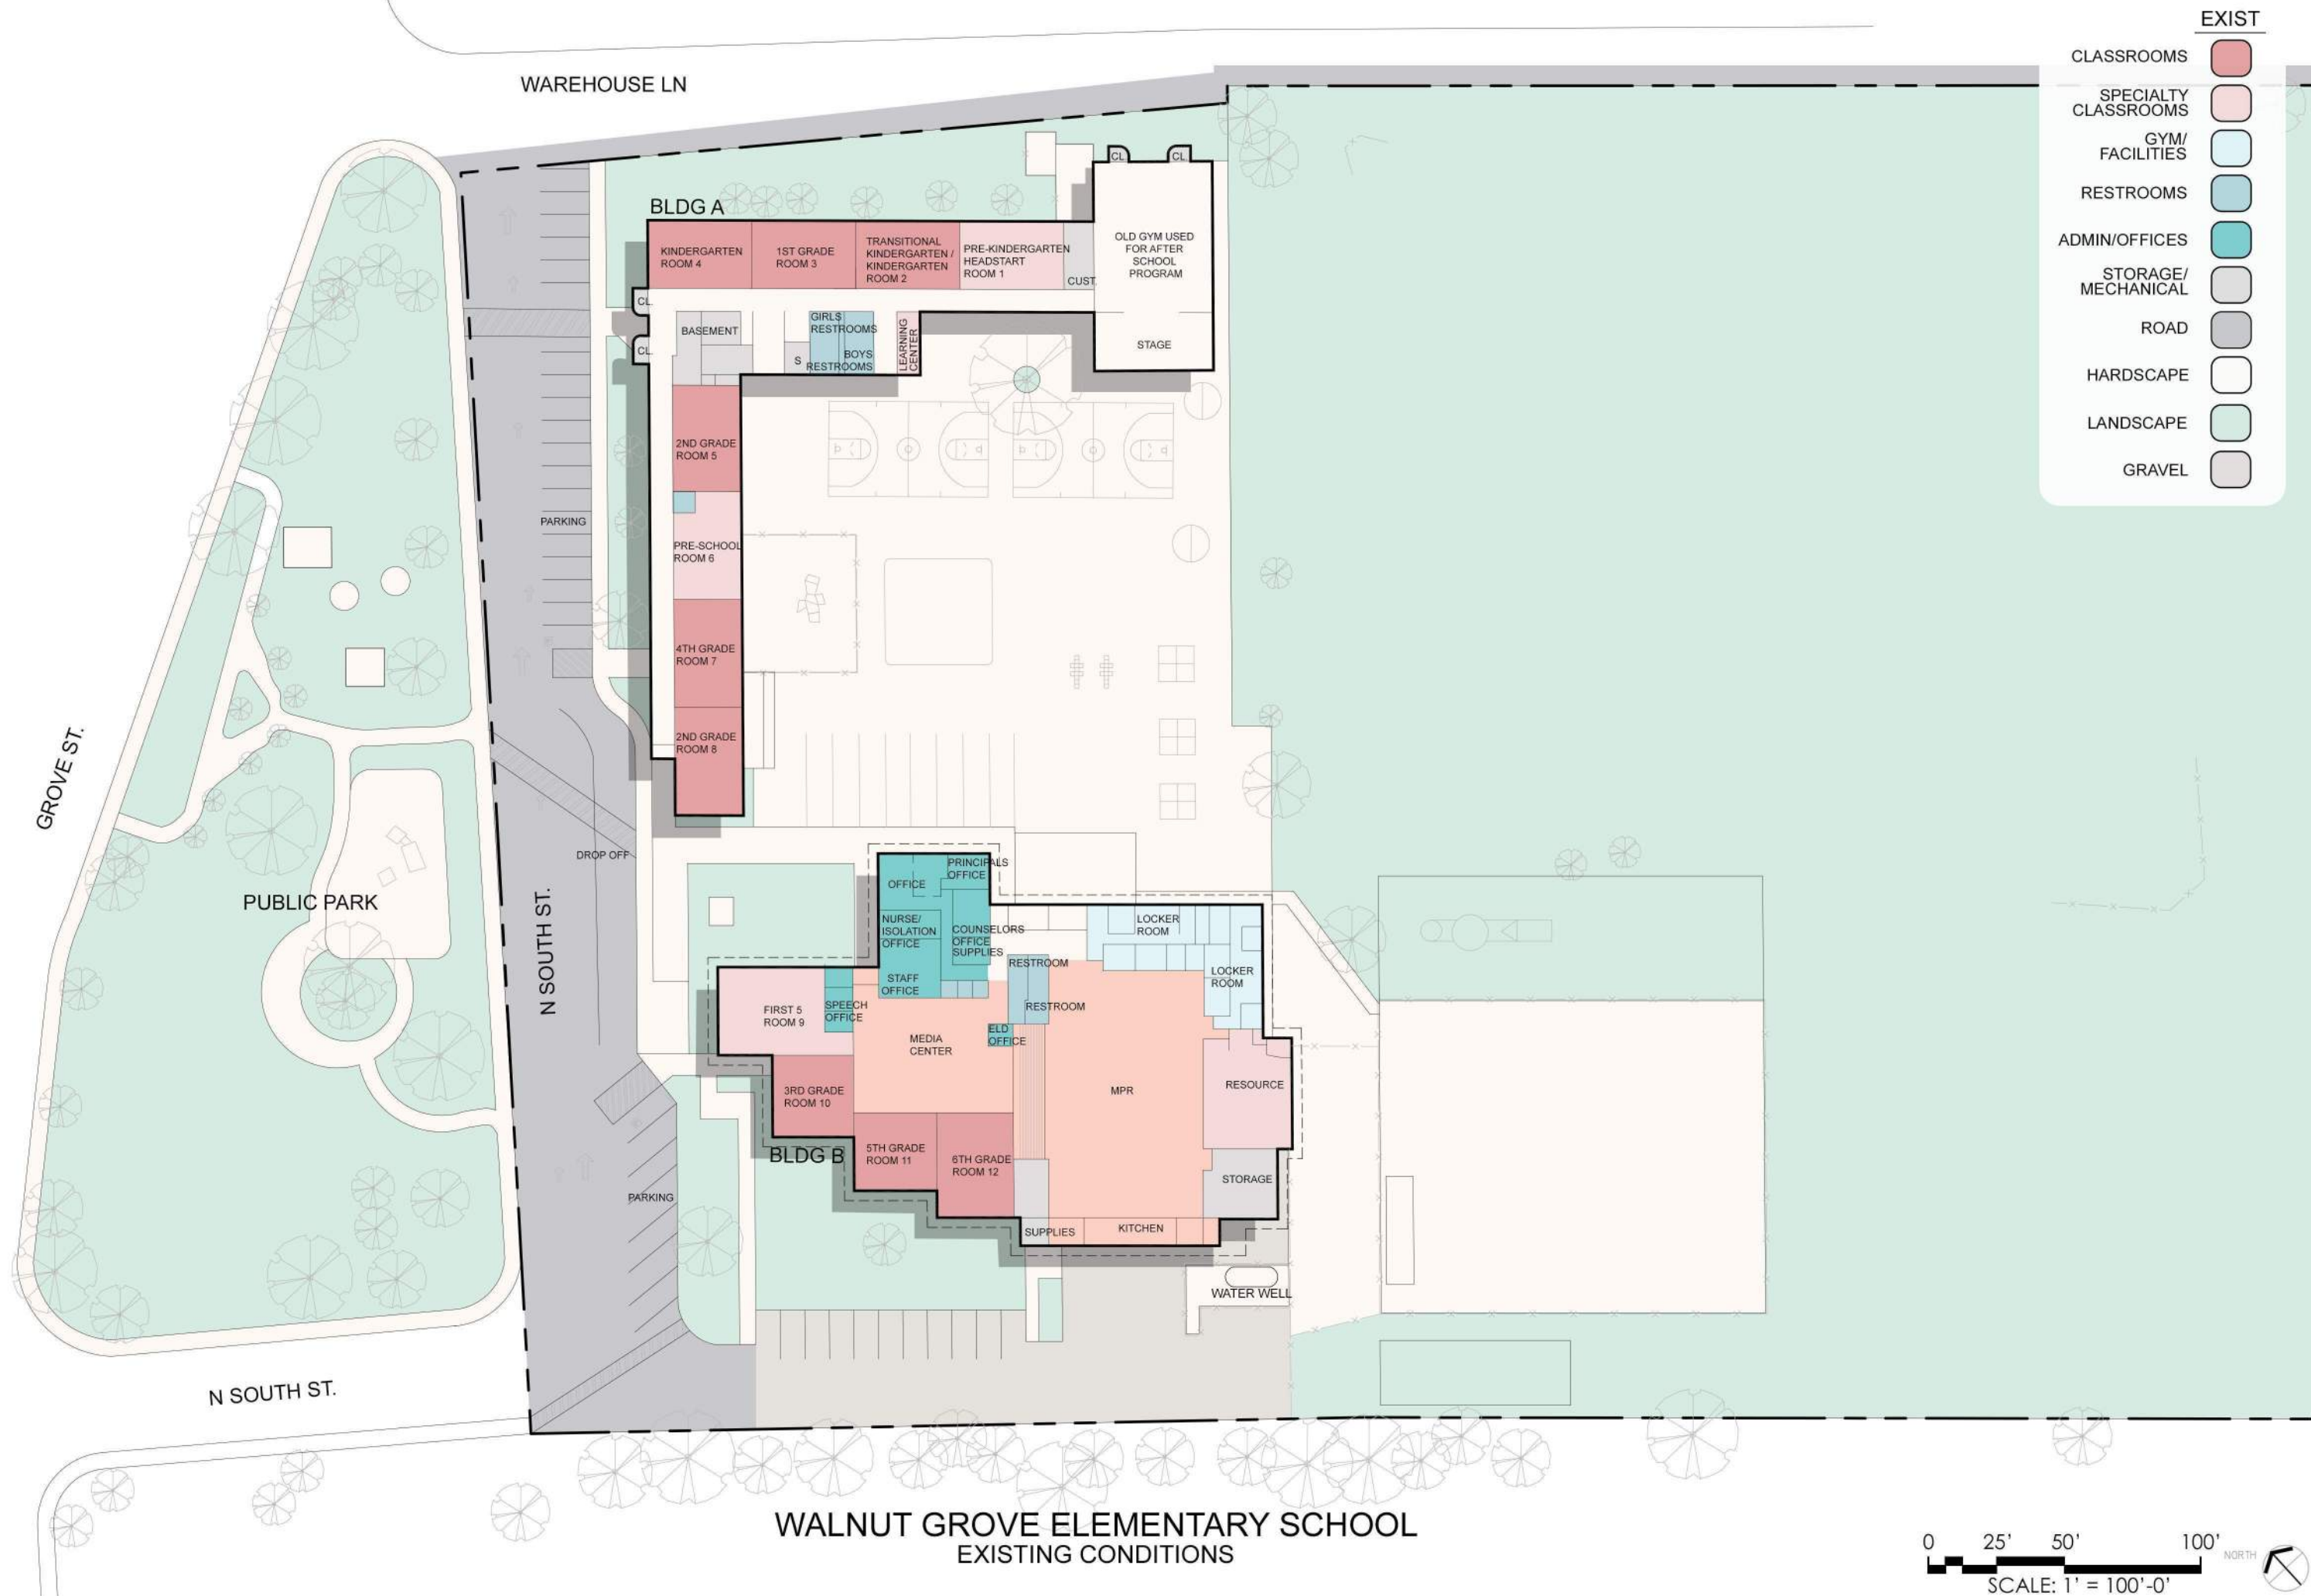 EXIST
CLASSROOMS
SPECIALTY
CLASSROOMS
GYM/
FACILITIES
RESTROOMS
ADMIN/OFFICES
STORAGE/
MECHANICAL
ROAD
HARDSCAPE
LANDSCAPE
GRAVEL
WAREHOUSE LN
BLDG A
CL.
CL.
KINDERGARTEN
ROOM 4
1ST GRADE
ROOM 3
TRANSITIONAL
KINDERGARTEN /
KINDERGARTEN
ROOM 2
PRE-KINDERGARTEN
HEADSTART
ROOM 1
CUST.
OLD GYM USED
FOR AFTER
SCHOOL
PROGRAM
STAGE
CL.
CL.
BASEMENT
S
GIRLS
RESTROOMS
BOYS
RESTROOMS
LEARNING
CENTER
2ND GRADE
ROOM 5
PRE-SCHOOL
ROOM 6
4TH GRADE
ROOM 7
2ND GRADE
ROOM 8
PARKING
DROP OFF
GROVE ST.
PUBLIC PARK
N SOUTH ST.
OFFICE
PRINCIPALS
OFFICE
NURSE/
ISOLATION
OFFICE
COUNSELORS
OFFICE
SUPPLIES
STAFF
OFFICE
LOCKER
ROOM
LOCKER
ROOM
RESTROOM
RESTROOM
FIRST 5
ROOM 9
SPEECH
OFFICE
MEDIA
CENTER
ELD
OFFICE
MPR
RESOURCE
3RD GRADE
ROOM 10
BLDG B
5TH GRADE
ROOM 11
6TH GRADE
ROOM 12
STORAGE
SUPPLIES
KITCHEN
PARKING
WATER WELL
N SOUTH ST.
WALNUT GROVE ELEMENTARY SCHOOL
EXISTING CONDITIONS
0 25' 50' 100'
SCALE: 1' = 100'-0'
NORTH